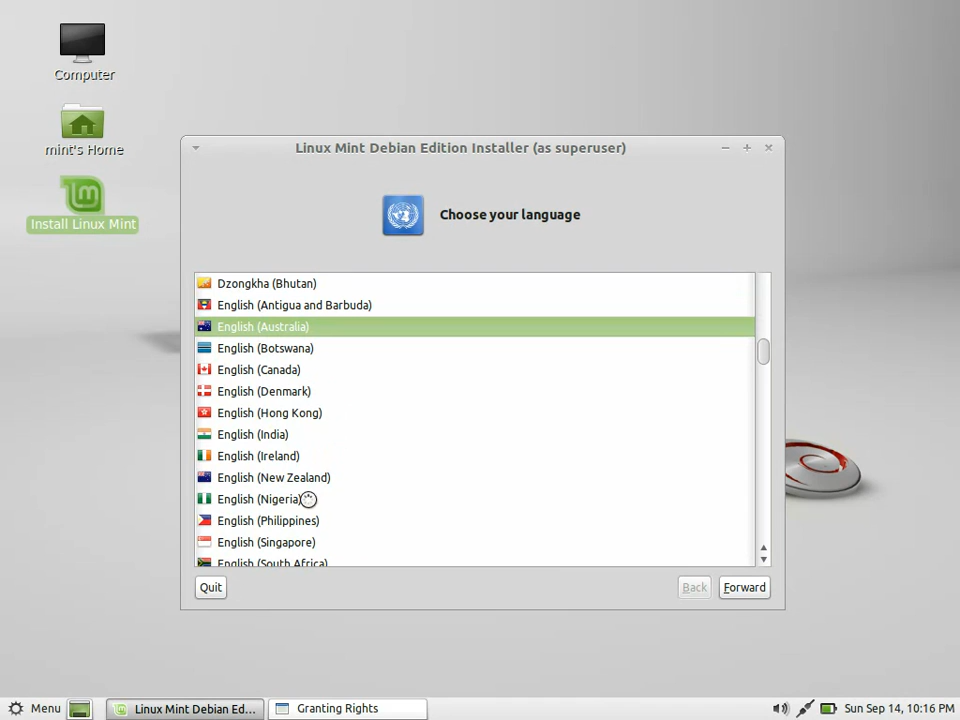 Computer
mint's Home
Install Linux Mint
Linux Mint Debian Edition Installer (as superuser)
Choose your language
Dzongkha (Bhutan)
English (Antigua and Barbuda)
English (Australia)
English (Botswana)
English (Canada)
English (Denmark)
English (Hong Kong)
English (India)
English (Ireland)
English (New Zealand)
English (Nigeria)
English (Philippines)
English (Singapore)
English (South Africa)
Quit
Back
Forward
Menu
Linux Mint Debian Ed...
Granting Rights
Sun Sep 14, 10:16 PM